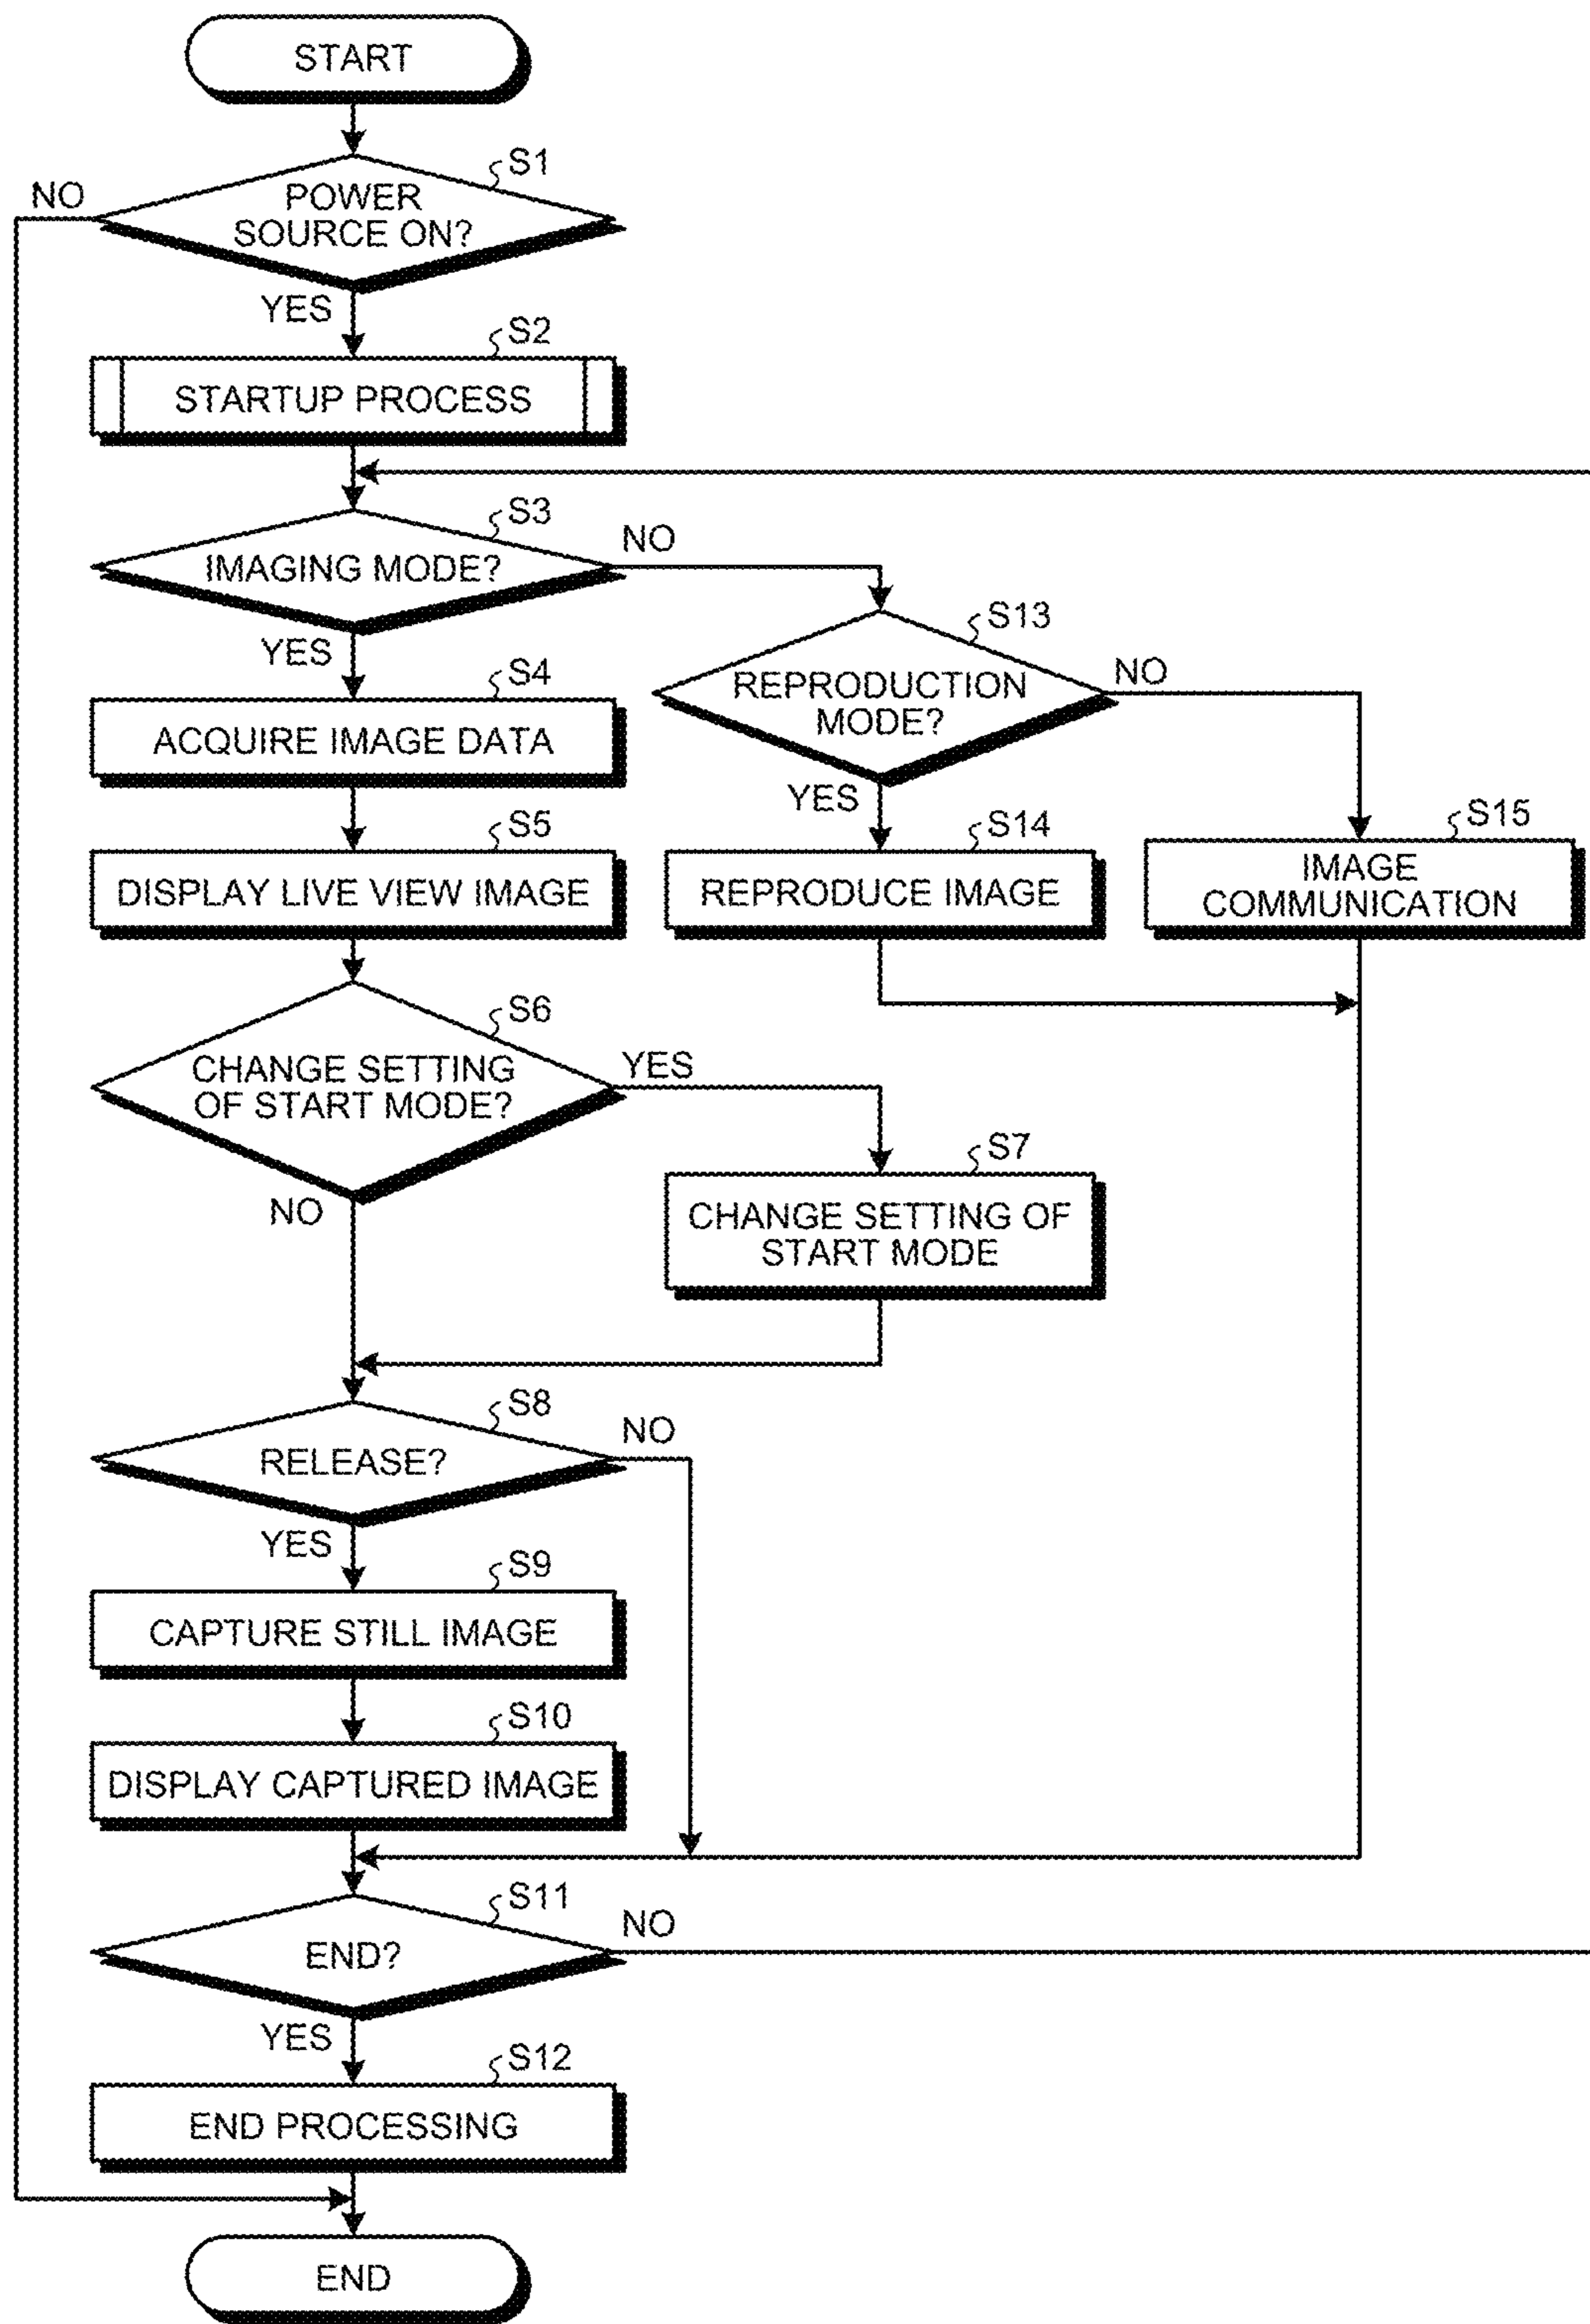 START
S1
NO
POWER
SOURCE ON?
YES
S2
STARTUP PROCESS
S3
NO
IMAGING MODE?
YES
S13
REPRODUCTION
MODE?
NO
YES
S4
ACQUIRE IMAGE DATA
S5
DISPLAY LIVE VIEW IMAGE
S14
REPRODUCE IMAGE
S15
IMAGE
COMMUNICATION
S6
CHANGE SETTING
OF START MODE?
YES
NO
S7
CHANGE SETTING OF
START MODE
S8
NO
RELEASE?
YES
S9
CAPTURE STILL IMAGE
S10
DISPLAY CAPTURED IMAGE
S11
NO
END?
YES
S12
END PROCESSING
END